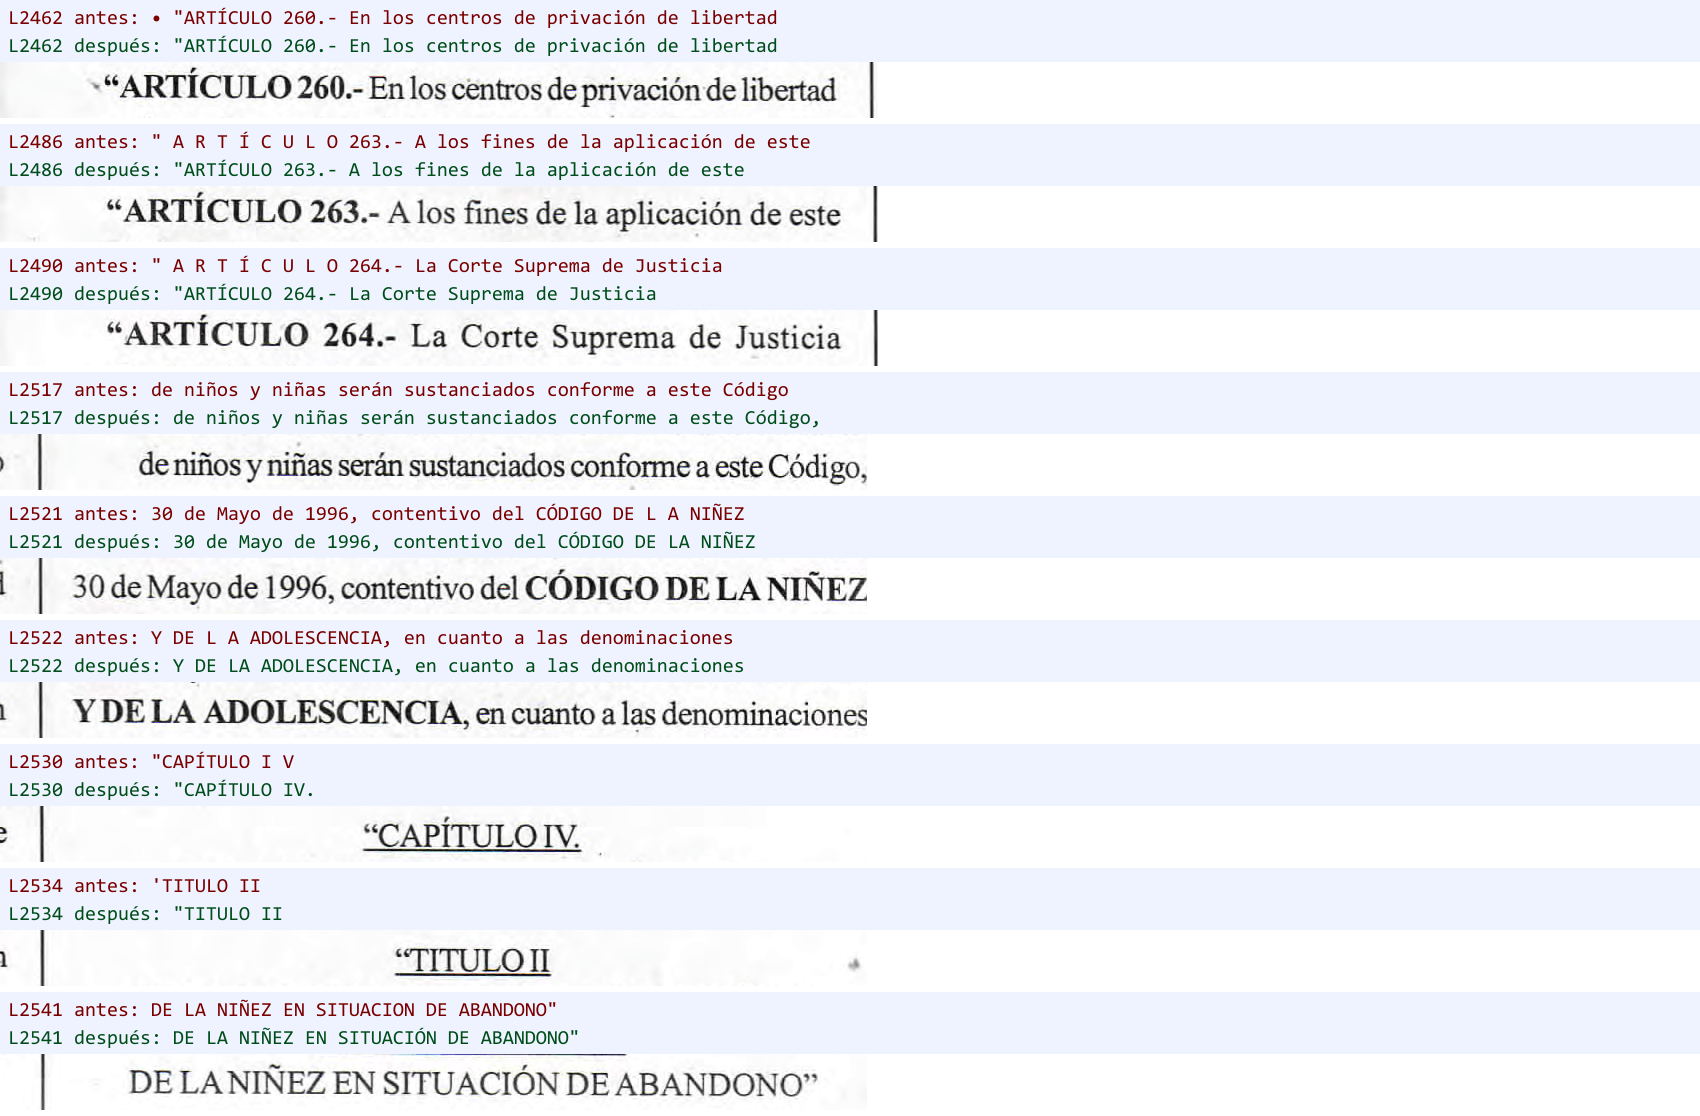 L2462 antes: • "ARTÍCULO 260.- En los centros de privación de libertad
L2462 después: "ARTÍCULO 260.- En los centros de privación de libertad
“ARTÍCULO 260.- En los centros de privación de libertad
L2486 antes: " A R T Í C U L O 263.- A los fines de la aplicación de este
L2486 después: "ARTÍCULO 263.- A los fines de la aplicación de este
“ARTÍCULO 263.- A los fines de la aplicación de este
L2490 antes: " A R T Í C U L O 264.- La Corte Suprema de Justicia
L2490 después: "ARTÍCULO 264.- La Corte Suprema de Justicia
“ARTÍCULO 264.- La Corte Suprema de Justicia
L2517 antes: de niños y niñas serán sustanciados conforme a este Código
L2517 después: de niños y niñas serán sustanciados conforme a este Código,
de niños y niñas serán sustanciados conforme a este Código,
L2521 antes: 30 de Mayo de 1996, contentivo del CÓDIGO DE L A NIÑEZ
L2521 después: 30 de Mayo de 1996, contentivo del CÓDIGO DE LA NIÑEZ
30 de Mayo de 1996, contentivo del CÓDIGO DE LA NIÑEZ
L2522 antes: Y DE L A ADOLESCENCIA, en cuanto a las denominaciones
L2522 después: Y DE LA ADOLESCENCIA, en cuanto a las denominaciones
Y DE LA ADOLESCENCIA, en cuanto a las denominaciones
L2530 antes: "CAPÍTULO I V
L2530 después: "CAPÍTULO IV.
“CAPÍTULO IV.
L2534 antes: 'TITULO II
L2534 después: "TITULO II
“TITULO II
L2541 antes: DE LA NIÑEZ EN SITUACION DE ABANDONO"
L2541 después: DE LA NIÑEZ EN SITUACIÓN DE ABANDONO"
DE LA NIÑEZ EN SITUACIÓN DE ABANDONO”